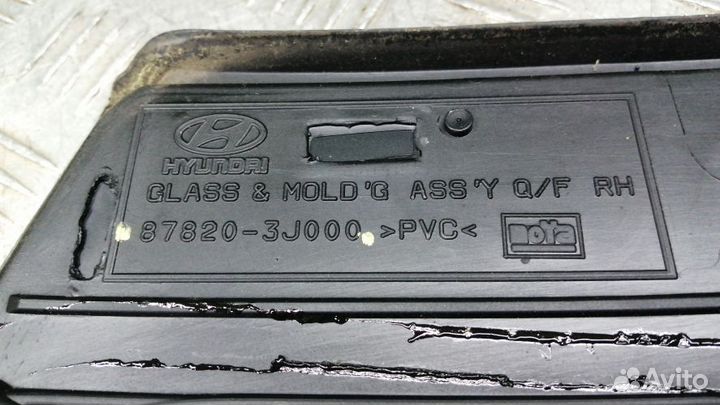 HYUNDAI
GLASS & MOLD'G ASS'Y Q/F RH
87820-3J000 >PVC<
Avito